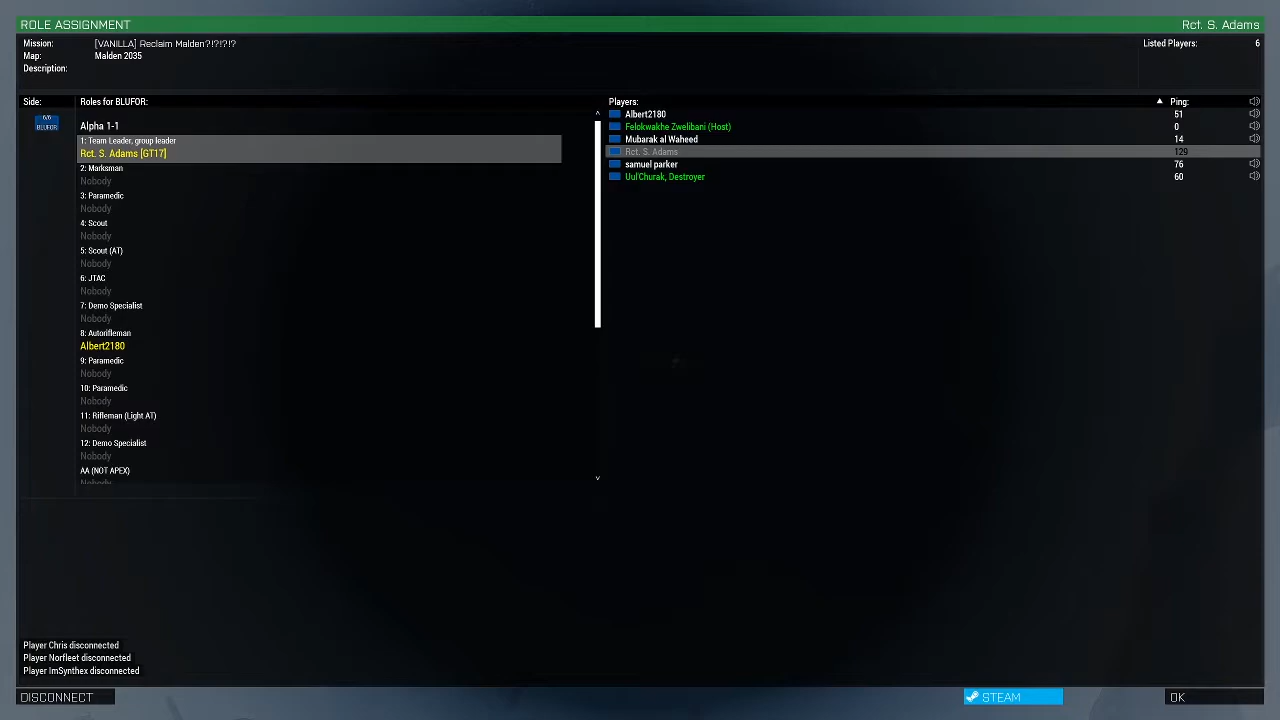 ROLE ASSIGNMENT Rct. S. Adams
Mission: [VANILLA] Reclaim Malden?!?!?!? Listed Players: 6
Map: Malden 2035
Description:
Side: Roles for BLUFOR: Players: Ping:
6/6
BLUFOR
Alpha 1-1
1: Team Leader, group leader
Rct. S. Adams [GT17]
2: Marksman
Nobody
3: Paramedic
Nobody
4: Scout
Nobody
5: Scout (AT)
Nobody
6: JTAC
Nobody
7: Demo Specialist
Nobody
8: Autorifleman
Albert2180
9: Paramedic
Nobody
10: Paramedic
Nobody
11: Rifleman (Light AT)
Nobody
12: Demo Specialist
Nobody
AA (NOT APEX)
Nobody
Albert2180 51
Felokwakhe Zwelibani (Host) 0
Mubarak al Waheed 14
Rct. S. Adams 129
samuel parker 76
Uul'Churak, Destroyer 60
Player Chris disconnected
Player Norfleet disconnected
Player ImSynthex disconnected
DISCONNECT STEAM OK